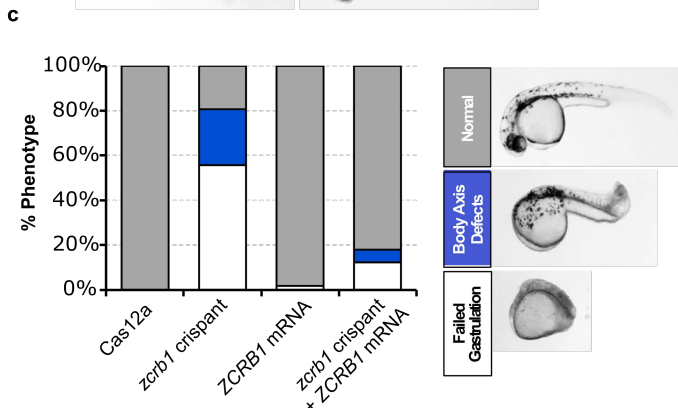 c
100%
80%
60%
40%
20%
0%
% Phenotype
Cas12a
zcrb1 crispant
ZCRB1 mRNA
zcrb1 crispant
+ ZCRB1 mRNA
Normal
Body Axis
Defects
Failed
Gastrulation